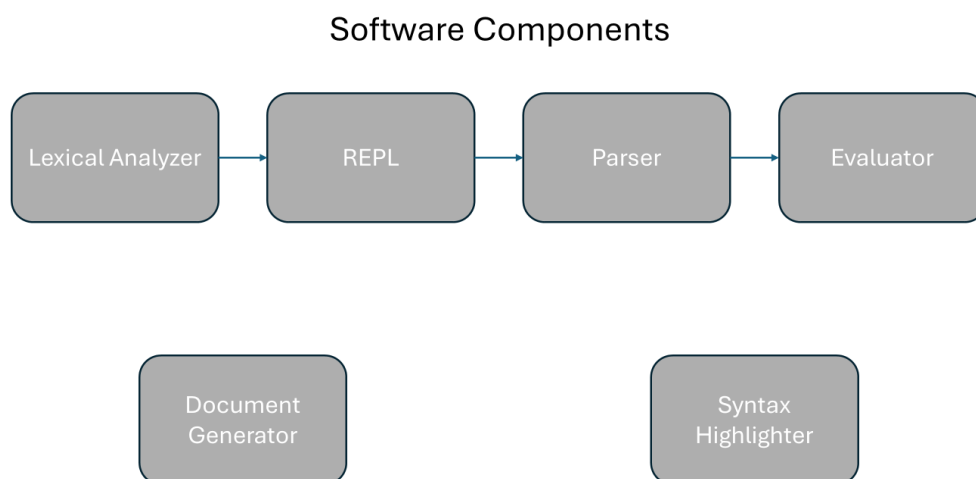 Software Components
Lexical Analyzer
REPL
Parser
Evaluator
Document
Generator
Syntax
Highlighter